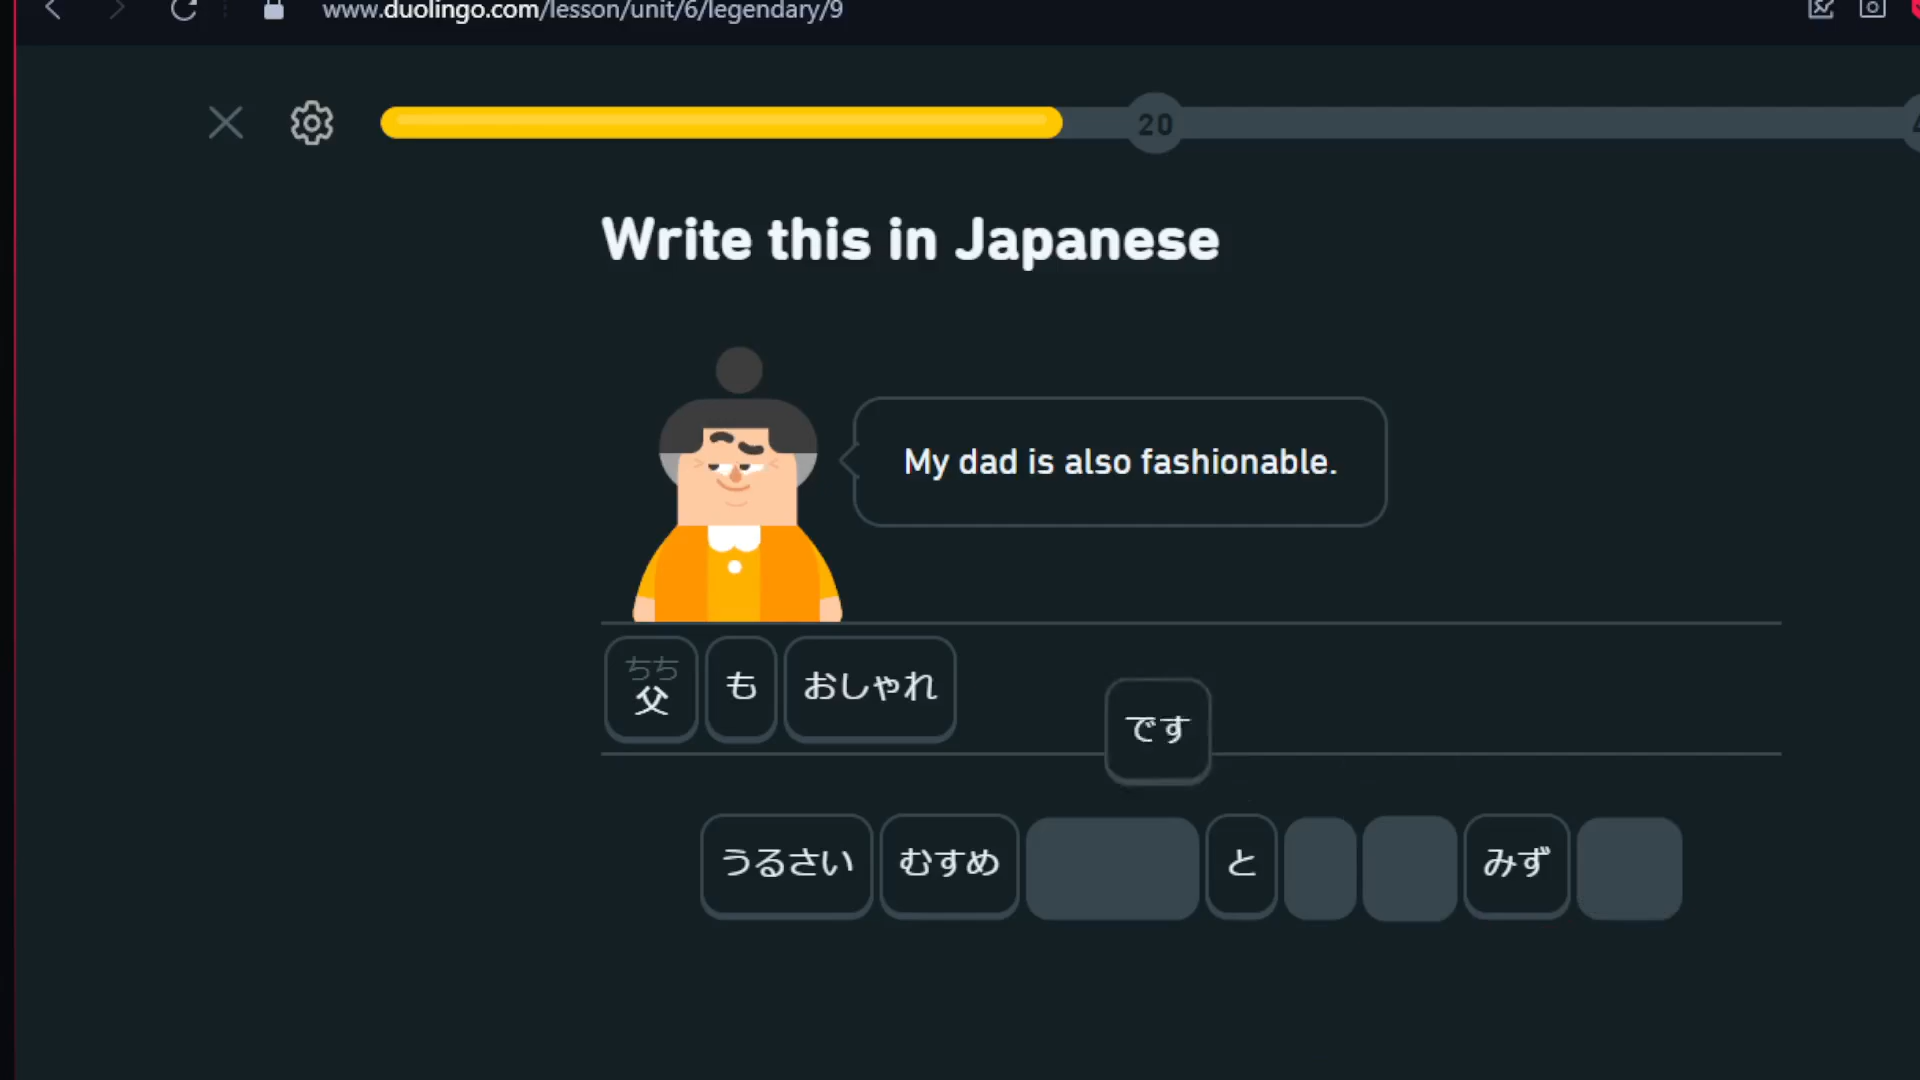 www.duolingo.com/lesson/unit/6/legendary/9
20
Write this in Japanese
My dad is also fashionable.
ちち
父 も おしゃれ
です
うるさい むすめ と みず